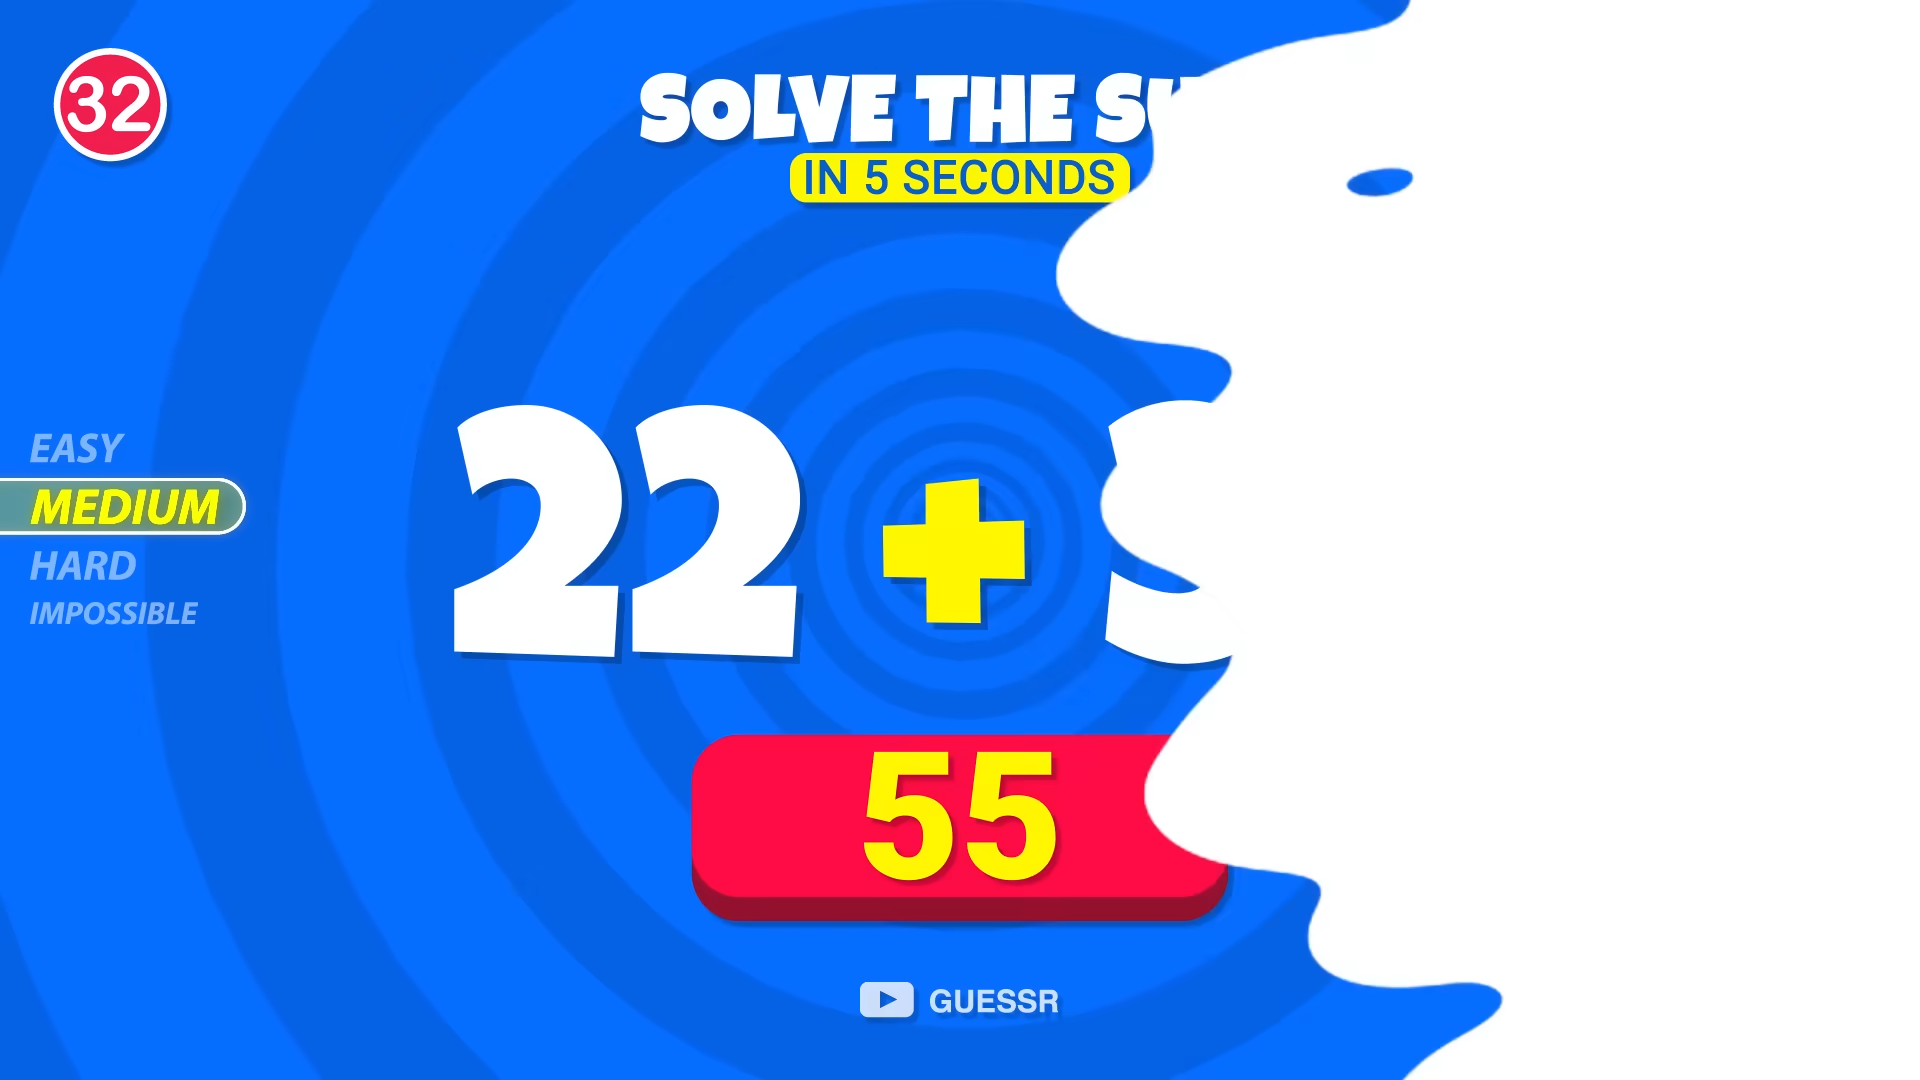 32
SOLVE THE
IN 5 SECONDS
22 +
EASY
MEDIUM
HARD
IMPOSSIBLE
55
GUESSR